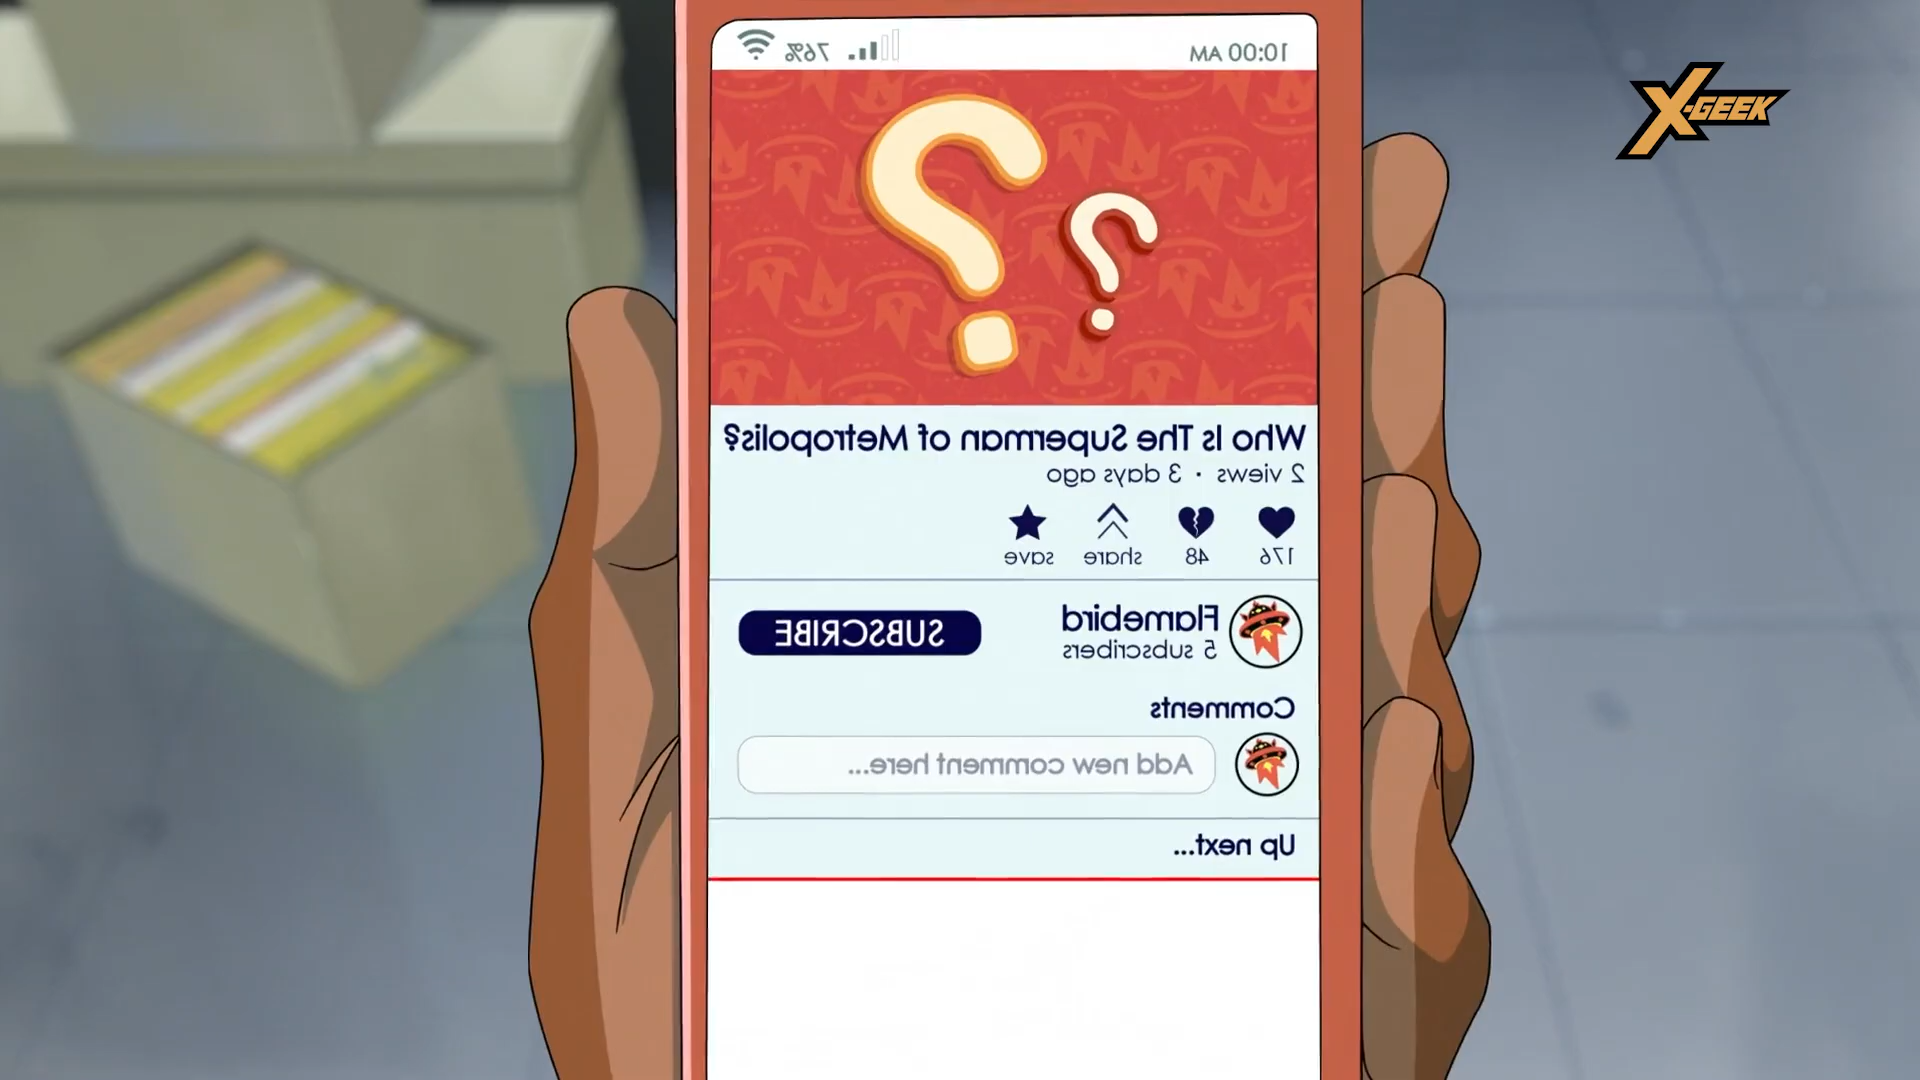 10:00 AM 76%
X-GEEK
? ?
Who Is The Superman of Metropolis?
2 views · 3 days ago
176 48 share save
Flamebird
5 subscribers
SUBSCRIBE
Comments
Add new comment here...
Up next...